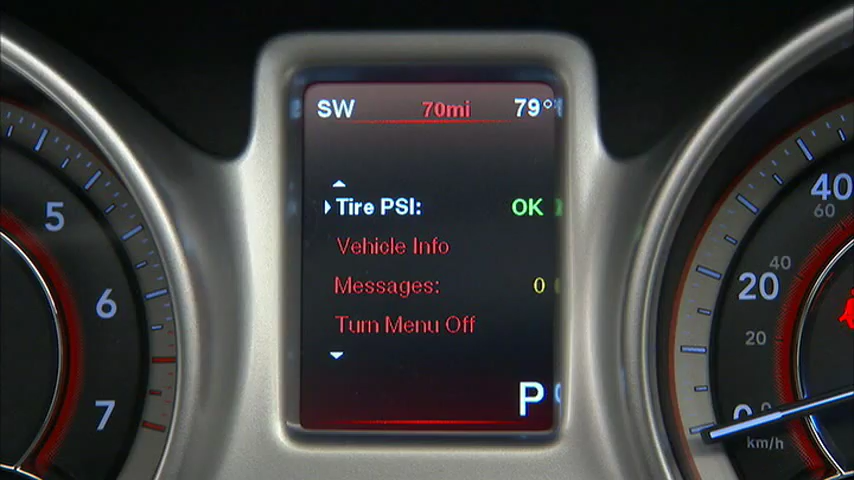 SW 70mi 79°
Tire PSI: OK
Vehicle Info
Messages: 0
Turn Menu Off
P
5
6
7
40
60
40
20
20
0
0
km/h